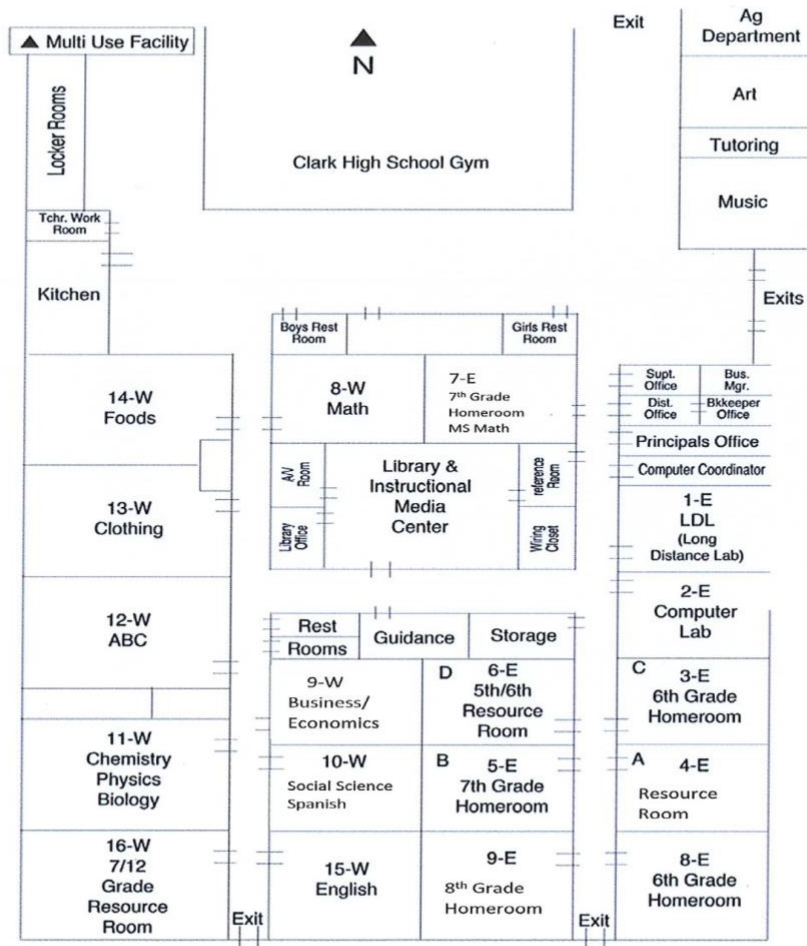 Exit
Ag
Department
▲ Multi Use Facility
N
Locker Rooms
Clark High School Gym
Art
Tutoring
Music
Tchr. Work
Room
Kitchen
Exits
Boys Rest
Room
Girls Rest
Room
14-W
Foods
8-W
Math
7-E
7th Grade
Homeroom
MS Math
Supt.
Office
Bus.
Mgr.
Dist.
Office
Bkkeeper
Office
Principals Office
Computer Coordinator
13-W
Clothing
A/V
Room
Library &
Instructional
Media
Center
reference
Room
Library
Office
Wiring
Closet
1-E
LDL
(Long
Distance Lab)
2-E
Computer
Lab
12-W
ABC
Rest
Rooms
Guidance
Storage
9-W
Business/
Economics
D 6-E
5th/6th
Resource
Room
C 3-E
6th Grade
Homeroom
11-W
Chemistry
Physics
Biology
10-W
Social Science
Spanish
B 5-E
7th Grade
Homeroom
A 4-E
Resource
Room
16-W
7/12
Grade
Resource
Room
15-W
English
9-E
8th Grade
Homeroom
8-E
6th Grade
Homeroom
Exit
Exit